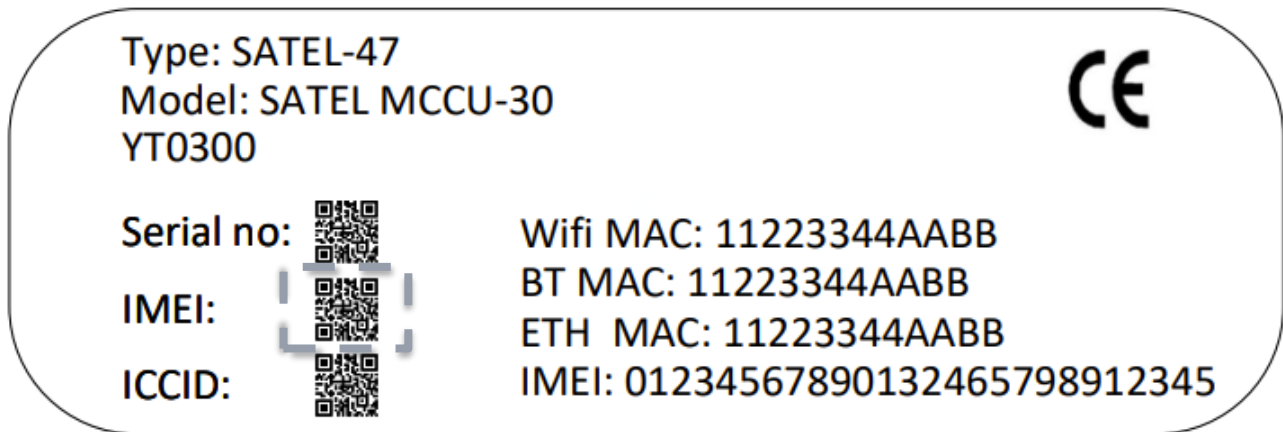 Type: SATEL-47
Model: SATEL MCCU-30
YT0300
CE
Serial no:
IMEI:
ICCID:
Wifi MAC: 11223344AABB
BT MAC: 11223344AABB
ETH MAC: 11223344AABB
IMEI: 01234567890132465798912345